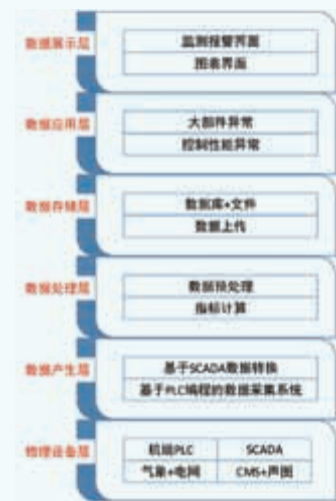 数据展示层
监测报警界面
图表界面
数据应用层
大部件异常
控制性能异常
数据存储层
数据库+文件
数据上传
数据处理层
数据预处理
指标计算
数据产生层
基于SCADA数据转换
基于PLC编程的数据采集系统
物理设备层
机端PLC SCADA
气象+电网 CMS+声图